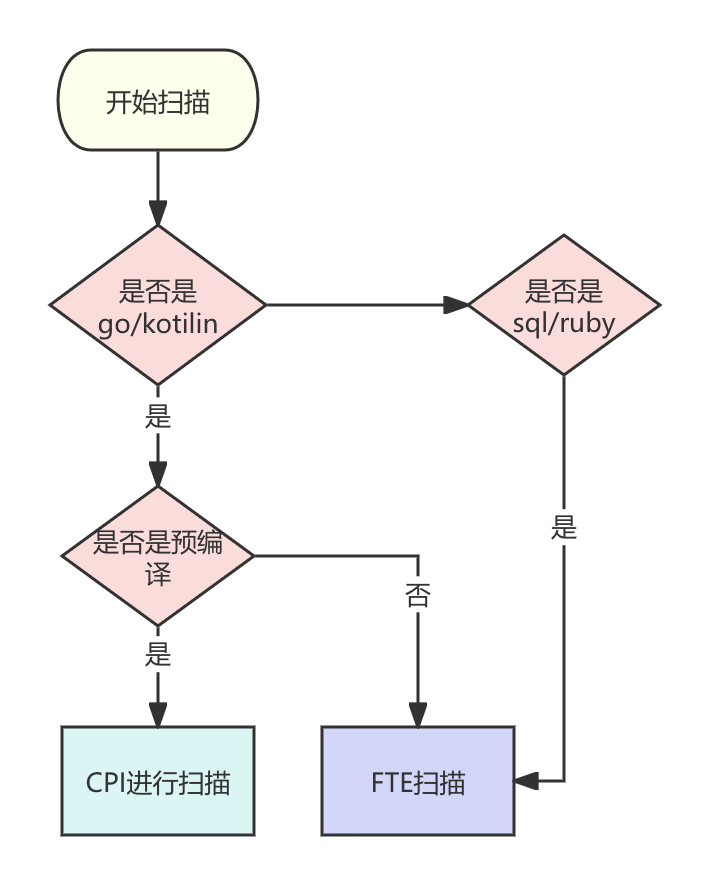 开始扫描
是否是
go/kotilin
是否是
sql/ruby
是
是否是预编
译
是
否
是
CPI进行扫描
FTE扫描